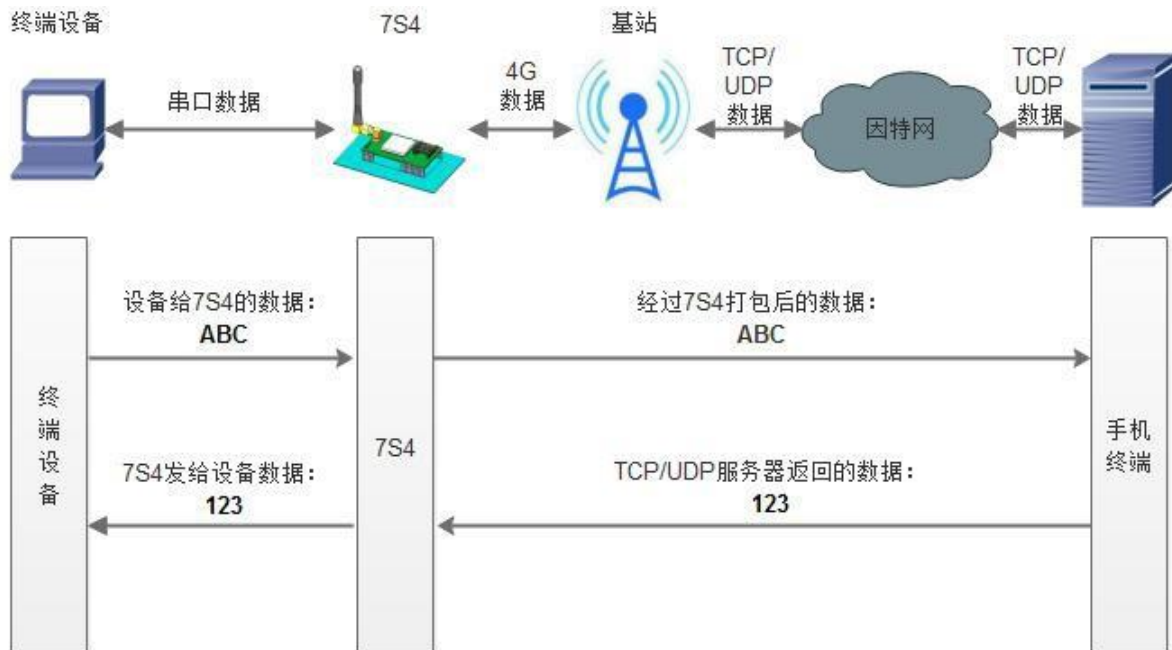 终端设备
7S4
基站
串口数据
4G
数据
TCP/
UDP
数据
因特网
TCP/
UDP
数据
设备给7S4的数据：
ABC
经过7S4打包后的数据：
ABC
终
端
设
备
7S4
手机
终端
7S4发给设备数据：
123
TCP/UDP服务器返回的数据：
123